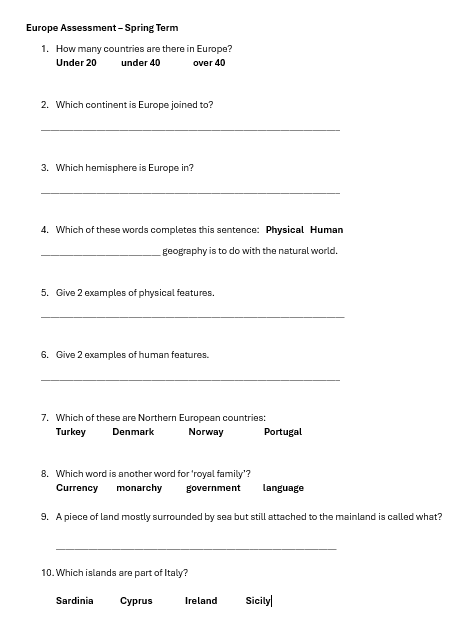 Europe Assessment – Spring Term
1. How many countries are there in Europe?
Under 20 under 40 over 40
2. Which continent is Europe joined to?
3. Which hemisphere is Europe in?
4. Which of these words completes this sentence: Physical Human
____________________ geography is to do with the natural world.
5. Give 2 examples of physical features.
6. Give 2 examples of human features.
7. Which of these are Northern European countries:
Turkey Denmark Norway Portugal
8. Which word is another word for ‘royal family’?
Currency monarchy government language
9. A piece of land mostly surrounded by sea but still attached to the mainland is called what?
10. Which islands are part of Italy?
Sardinia Cyprus Ireland Sicily